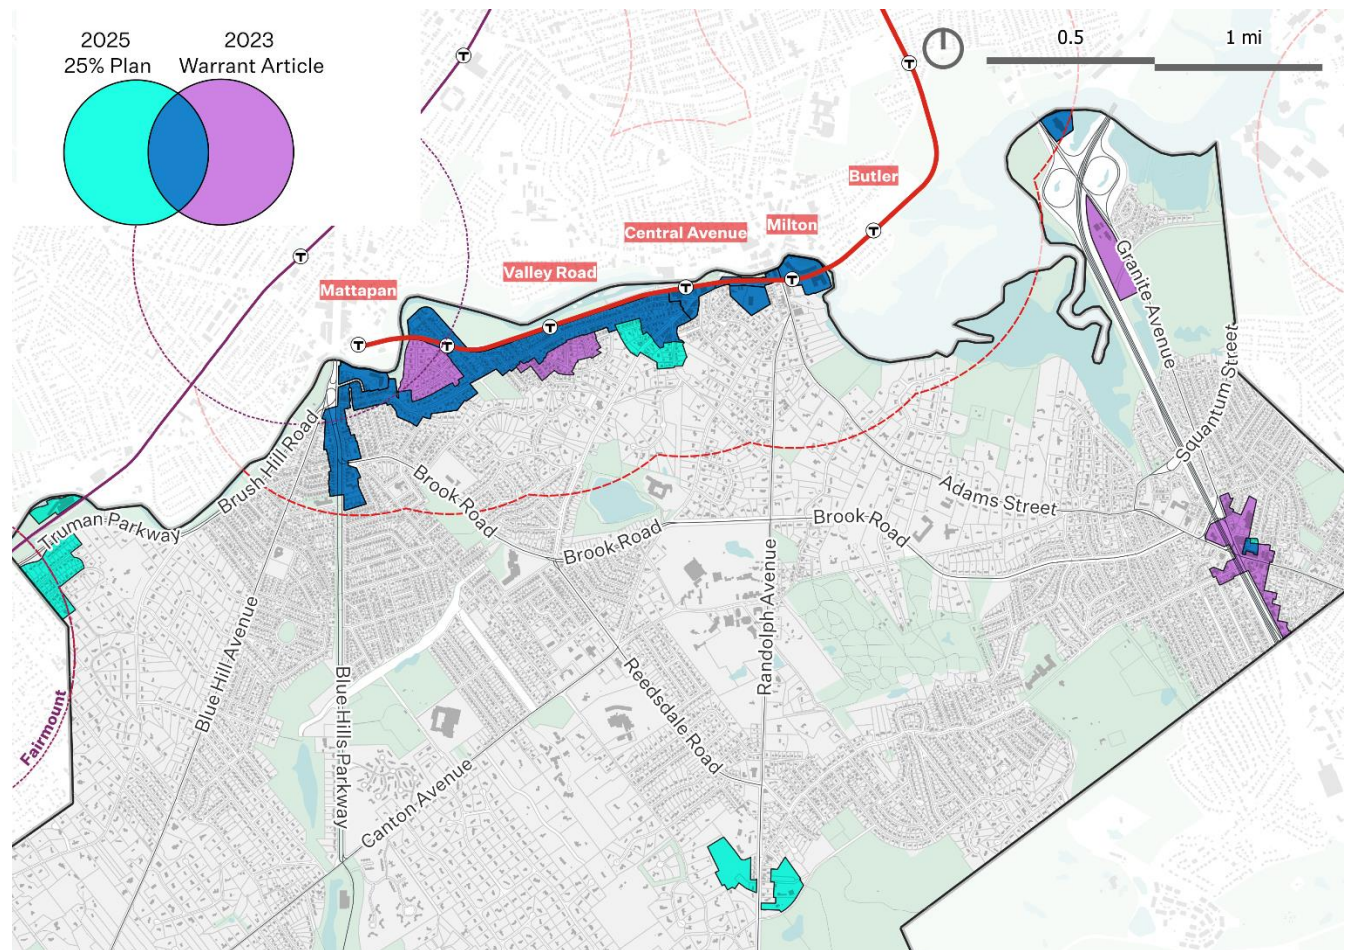 2025
25% Plan
2023
Warrant Article
0.5
1 mi
Butler
Milton
Central Avenue
Valley Road
Mattapan
Granite Avenue
Squantum Street
Brush Hill Road
Truman Parkway
Brook Road
Brook Road
Brook Road
Adams Street
Randolph Avenue
Blue Hill Avenue
Blue Hills Parkway
Reedsdale Road
Canton Avenue
Fairmount
T
T
T
T
T
T
T
T
T